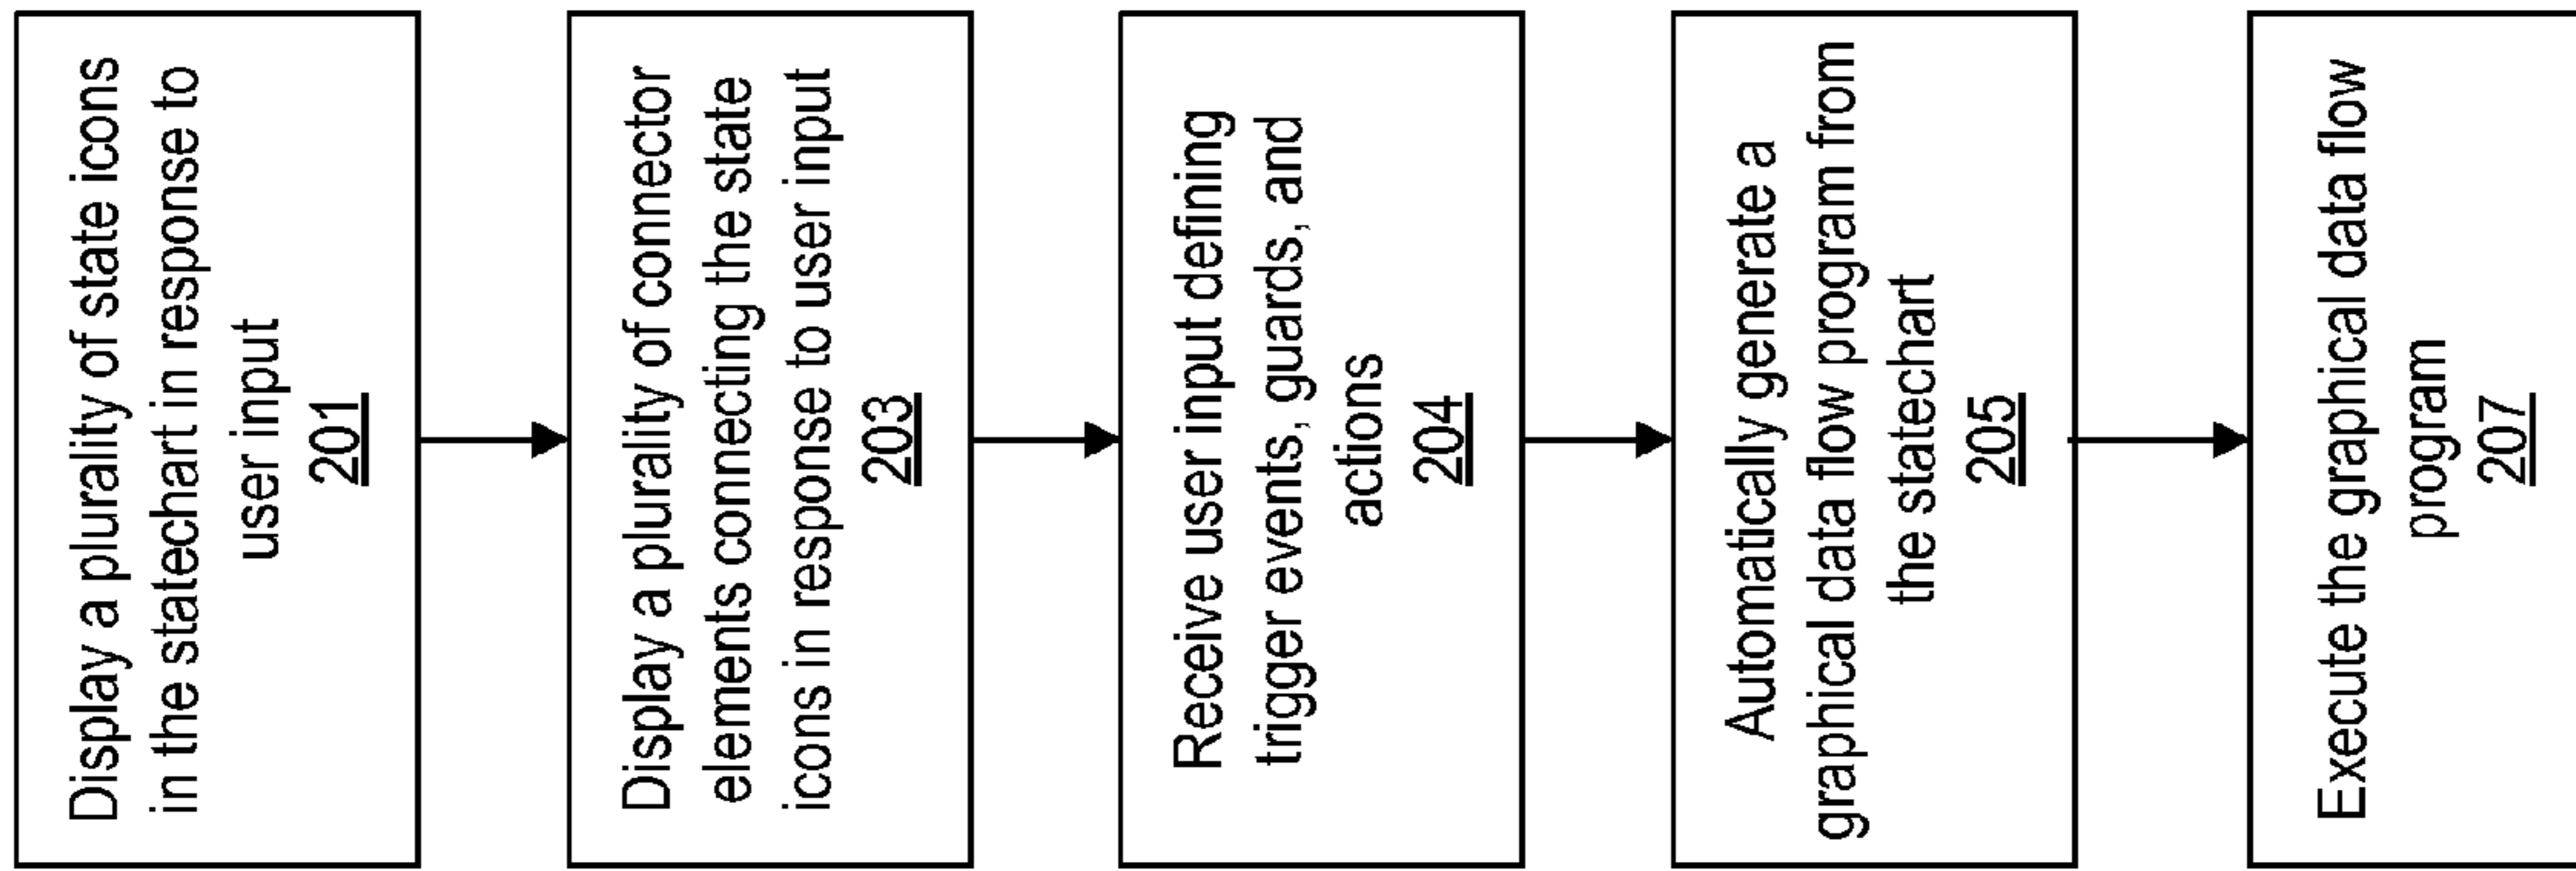 Display a plurality of state icons
in the statechart in response to
user input
201
Display a plurality of connector
elements connecting the state
icons in response to user input
203
Receive user input defining
trigger events, guards, and
actions
204
Automatically generate a
graphical data flow program from
the statechart
205
Execute the graphical data flow
program
207